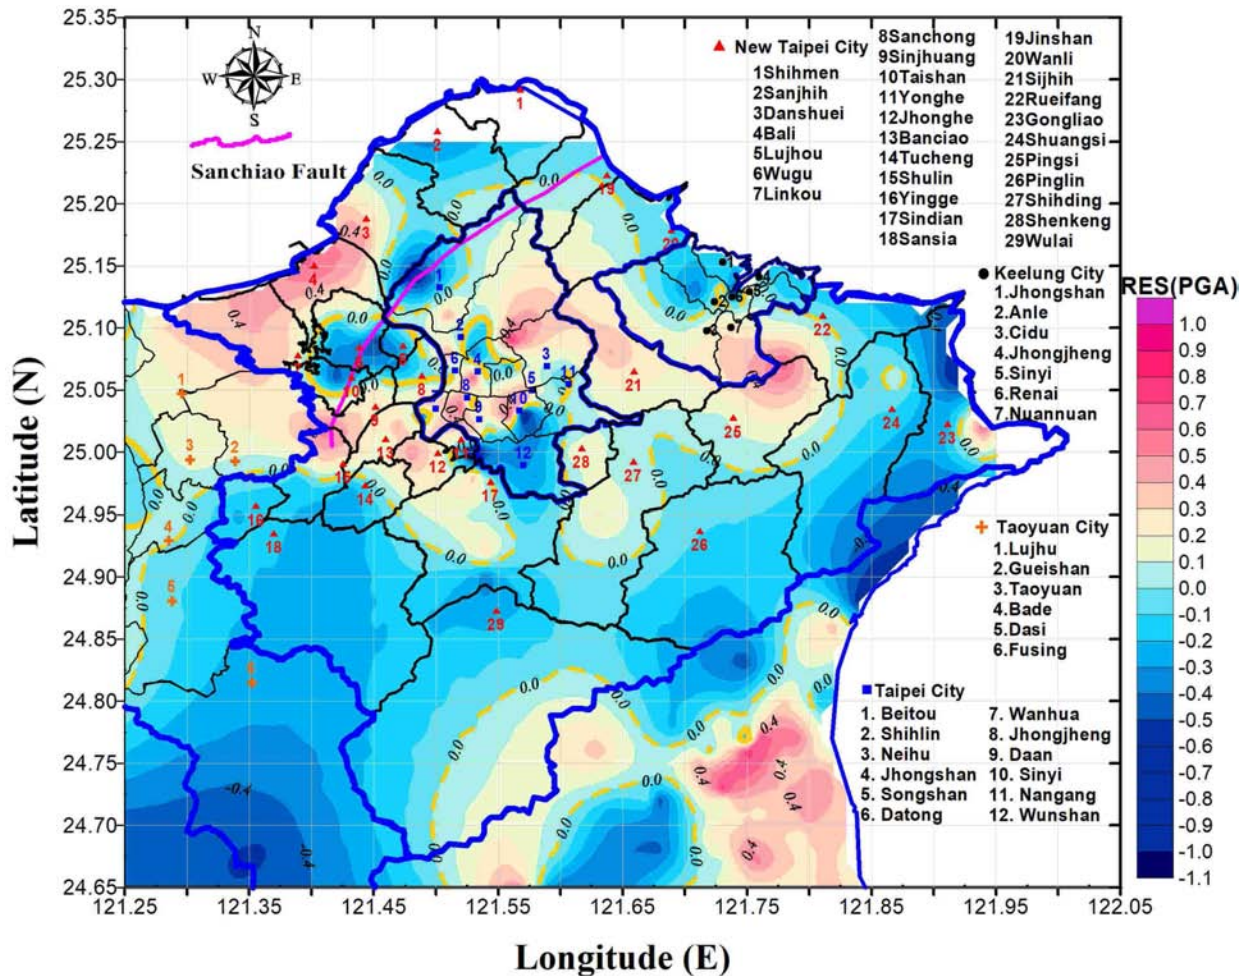 25.35
25.30
25.25
25.20
25.15
25.10
25.05
25.00
24.95
24.90
24.85
24.80
24.75
24.70
24.65
Latitude (N)
121.25
121.35
121.45
121.55
121.65
121.75
121.85
121.95
122.05
Longitude (E)
N
W
E
S
Sanchiao Fault
New Taipei City
1Shihmen
2Sanjhih
3Danshuei
4Bali
5Lujhou
6Wugu
7Linkou
8Sanchong
9Sinjhuang
10Taishan
11Yonghe
12Jhonghe
13Banciao
14Tucheng
15Shulin
16Yingge
17Sindian
18Sansia
19Jinshan
20Wanli
21Sijhih
22Rueifang
23Gongliao
24Shuangsi
25Pingsi
26Pinglin
27Shihding
28Shenkeng
29Wulai
Keelung City
1.Jhongshan
2.Anle
3.Cidu
4.Jhongjheng
5.Sinyi
6.Renai
7.Nuannuan
Taoyuan City
1.Lujhu
2.Gueishan
3.Taoyuan
4.Bade
5.Dasi
6.Fusing
Taipei City
1. Beitou
2. Shihlin
3. Neihu
4. Jhongshan
5. Songshan
6. Datong
7. Wanhua
8. Jhongjheng
9. Daan
10. Sinyi
11. Nangang
12. Wunshan
RES(PGA)
1.0
0.9
0.8
0.7
0.6
0.5
0.4
0.3
0.2
0.1
0.0
-0.1
-0.2
-0.3
-0.4
-0.5
-0.6
-0.7
-0.8
-0.9
-1.0
-1.1